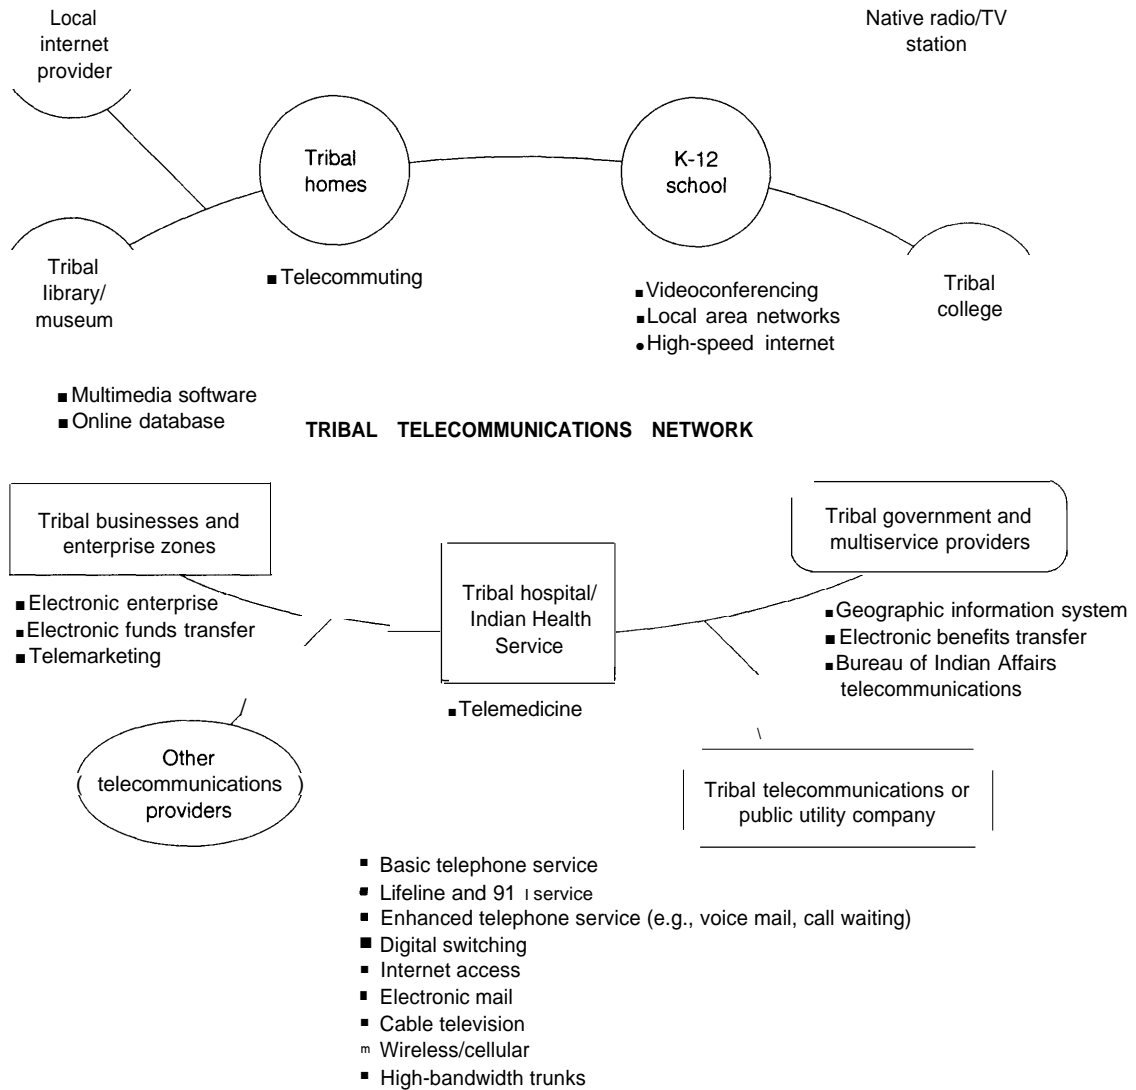 Local
internet
provider
Native radio/TV
station
Tribal
homes
K-12
school
Tribal
library/
museum
■ Telecommuting
■ Videoconferencing
■ Local area networks
● High-speed internet
Tribal
college
■ Multimedia software
■ Online database
TRIBAL TELECOMMUNICATIONS NETWORK
Tribal businesses and
enterprise zones
Tribal government and
multiservice providers
Tribal hospital/
Indian Health
Service
■ Electronic enterprise
■ Electronic funds transfer
■ Telemarketing
■ Geographic information system
■ Electronic benefits transfer
■ Bureau of Indian Affairs
telecommunications
■ Telemedicine
Other
telecommunications
providers
Tribal telecommunications or
public utility company
■ Basic telephone service
■ Lifeline and 91 I service
■ Enhanced telephone service (e.g., voice mail, call waiting)
■ Digital switching
■ Internet access
■ Electronic mail
■ Cable television
m Wireless/cellular
■ High-bandwidth trunks